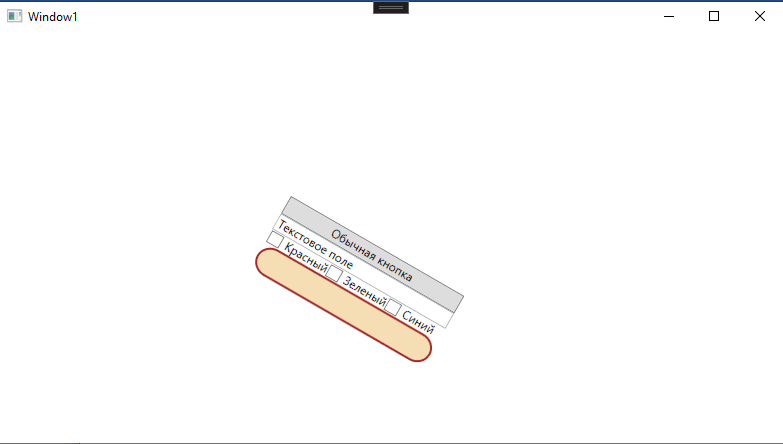 Window1
Обычная кнопка
Текстовое поле
Красный Зеленый Синий